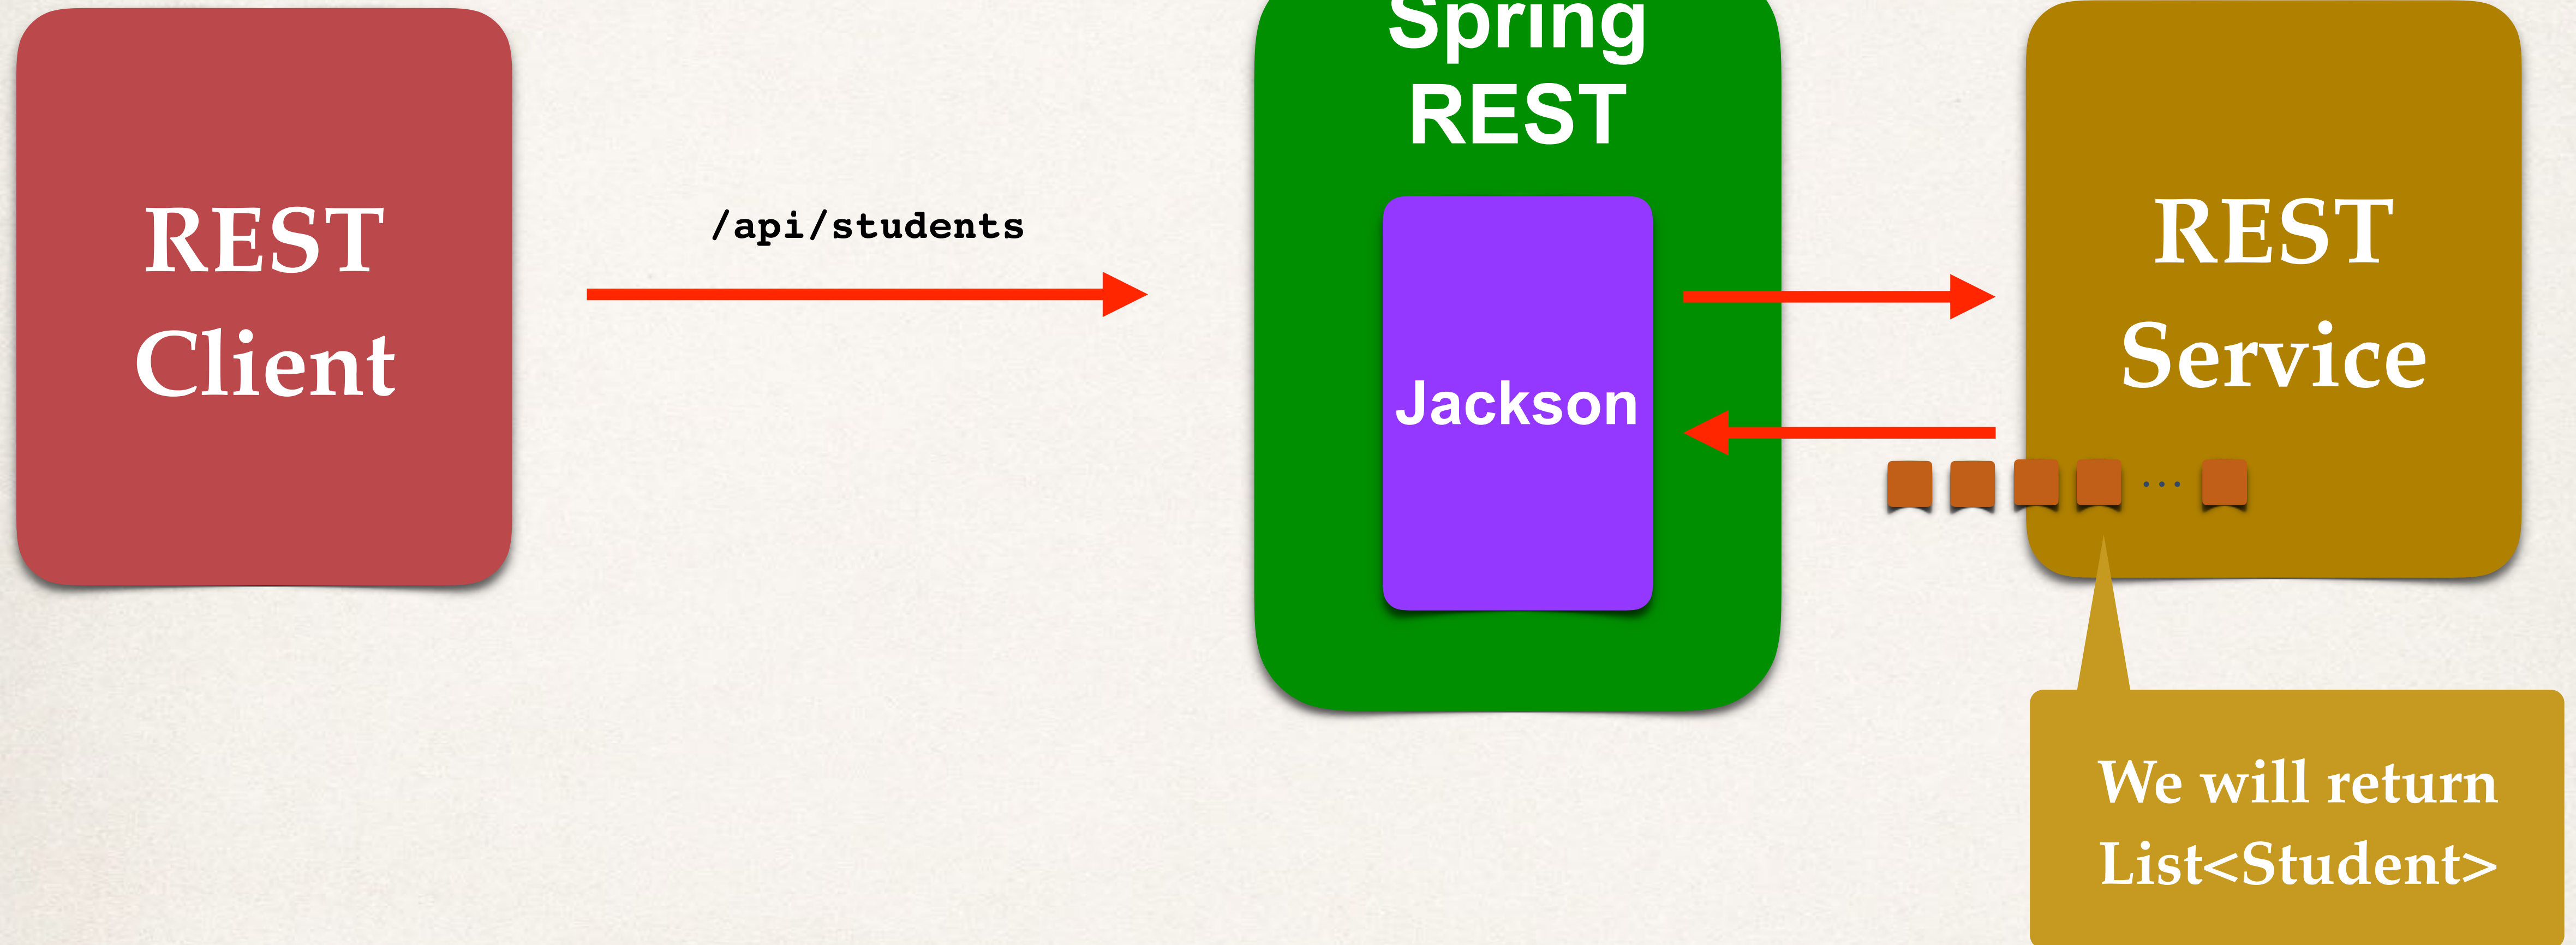 REST
Client
/api/students
Spring
REST
Jackson
REST
Service
...
We will return
List<Student>